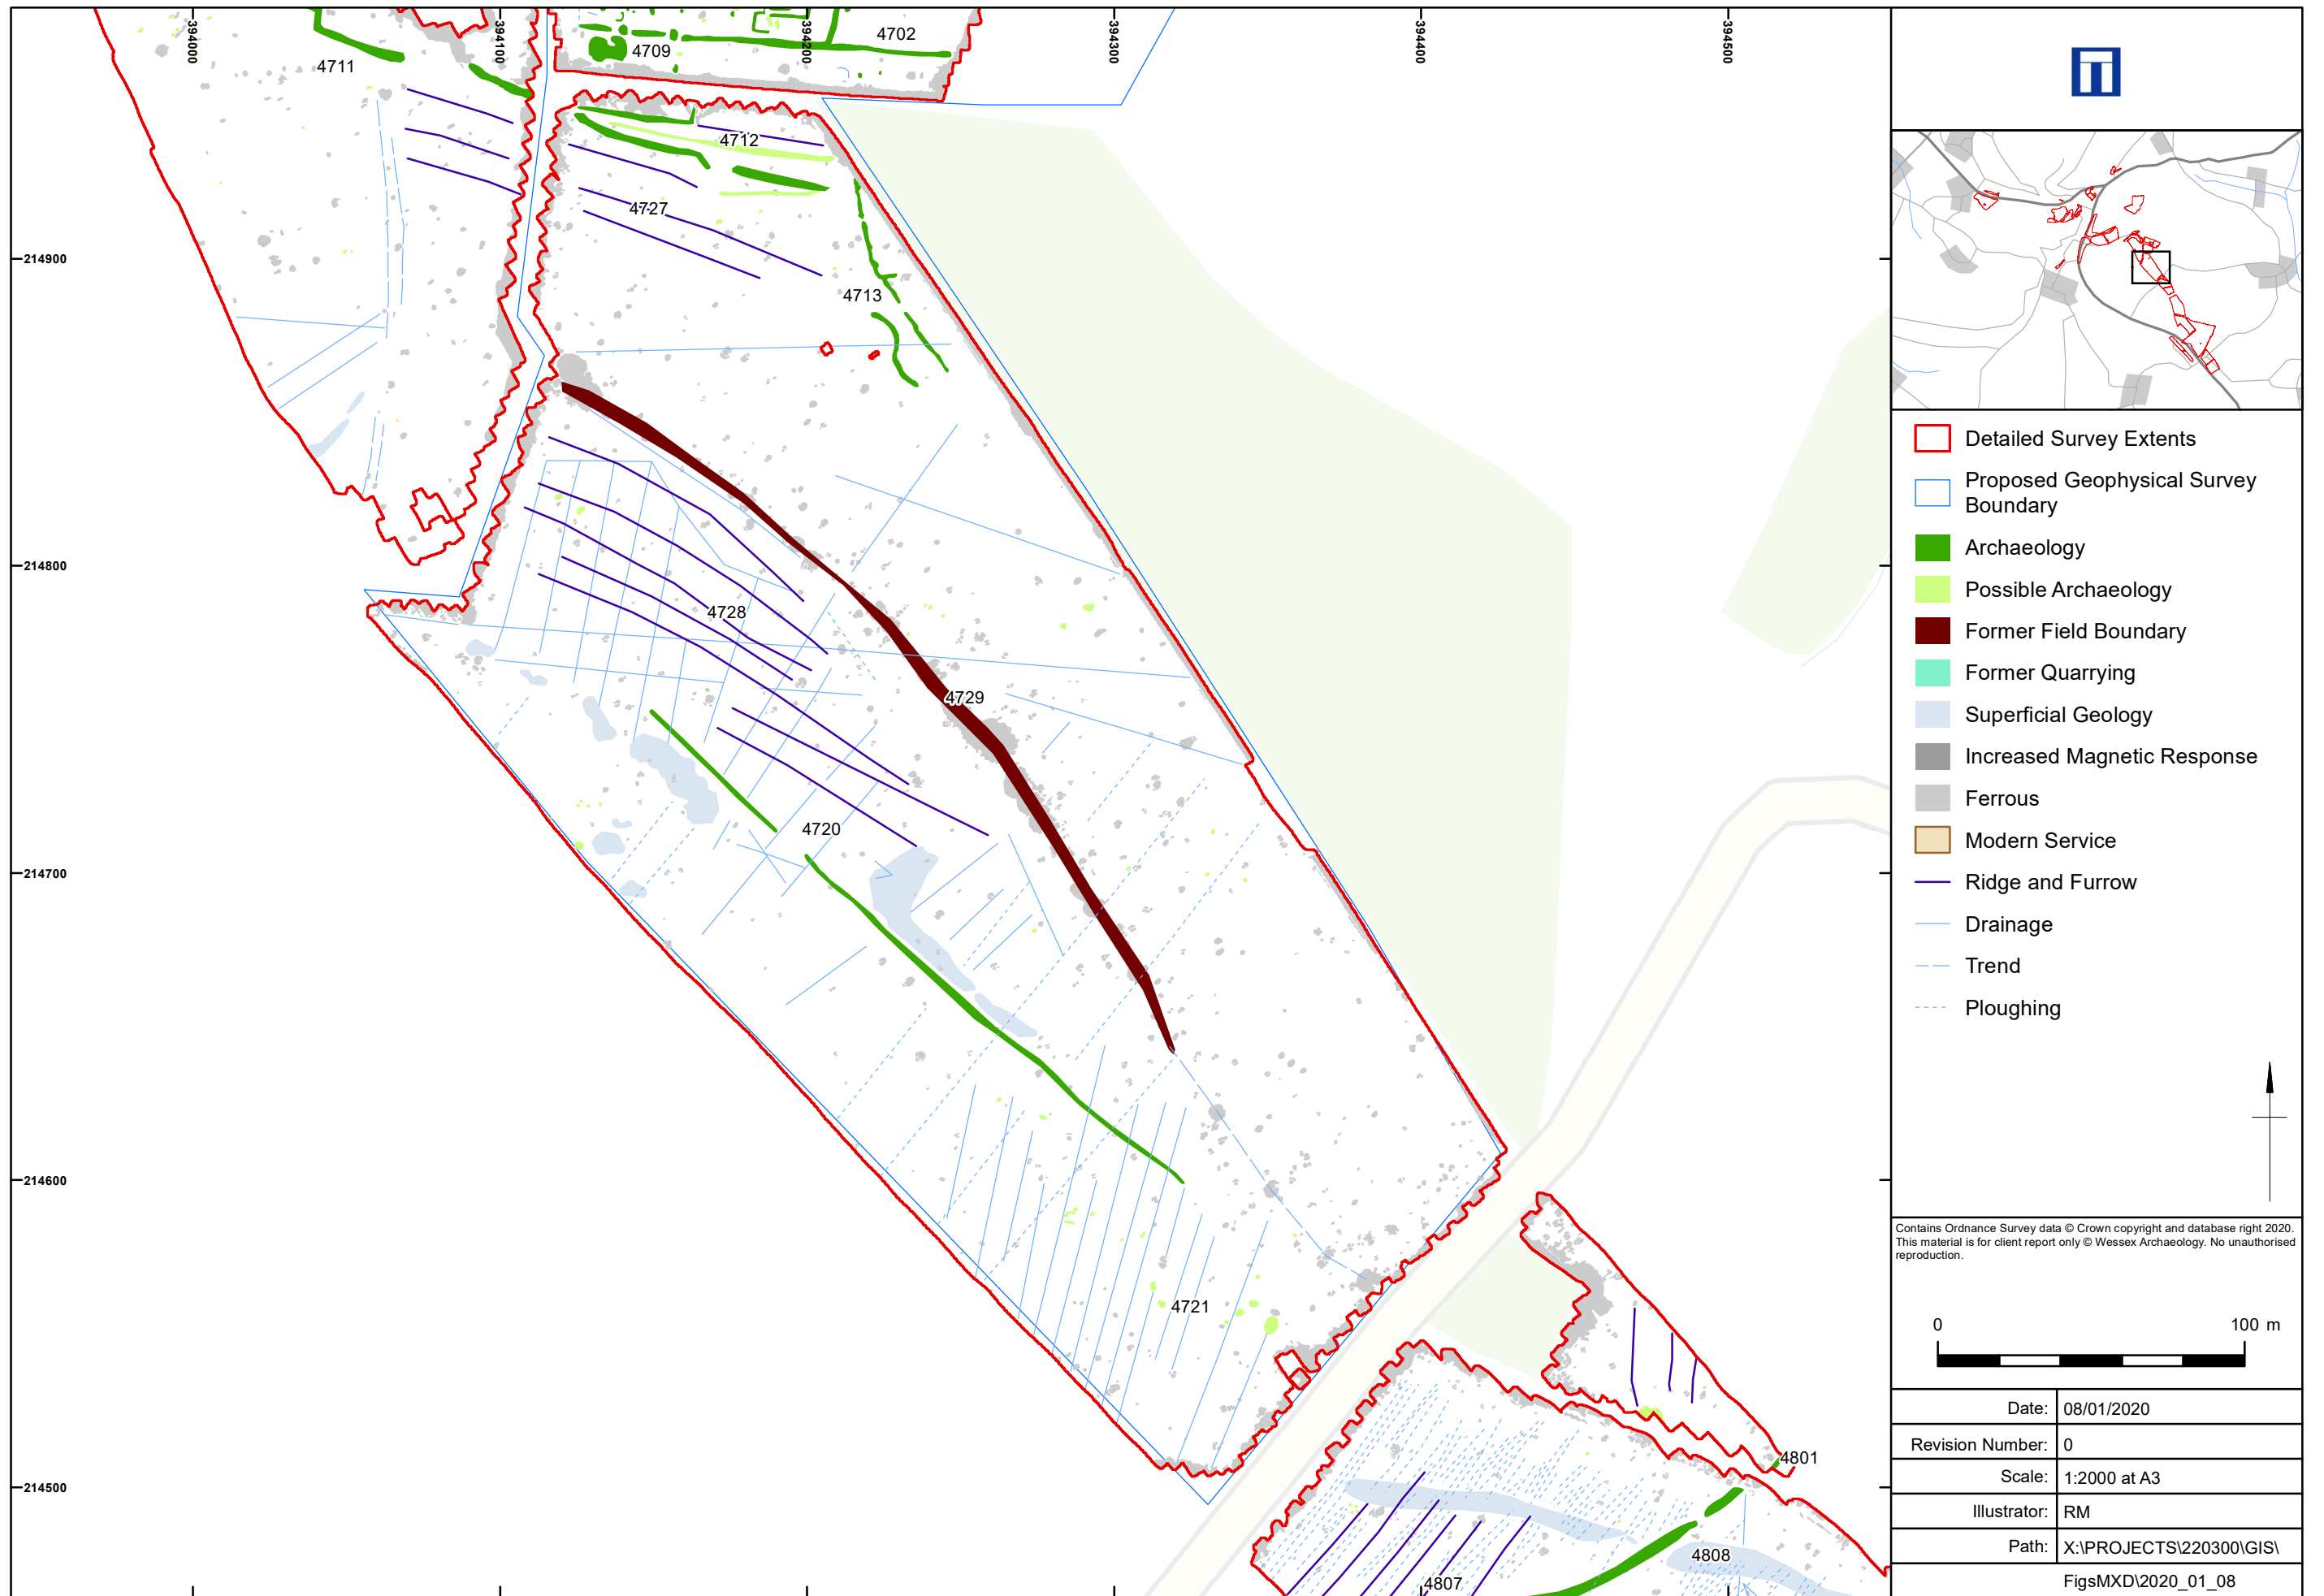 394000
394100
394200
394300
394400
394500
4709
4702
4711
4712
4727
214900
4713
214800
4728
4729
4720
214700
214600
4721
4801
214500
4808
4807
Detailed Survey Extents
Proposed Geophysical Survey
Boundary
Archaeology
Possible Archaeology
Former Field Boundary
Former Quarrying
Superficial Geology
Increased Magnetic Response
Ferrous
Modern Service
Ridge and Furrow
Drainage
Trend
Ploughing
Contains Ordnance Survey data © Crown copyright and database right 2020.
This material is for client report only © Wessex Archaeology. No unauthorised
reproduction.
0 100 m
Date: 08/01/2020
Revision Number: 0
Scale: 1:2000 at A3
Illustrator: RM
Path: X:\PROJECTS\220300\GIS\
FigsMXD\2020_01_08